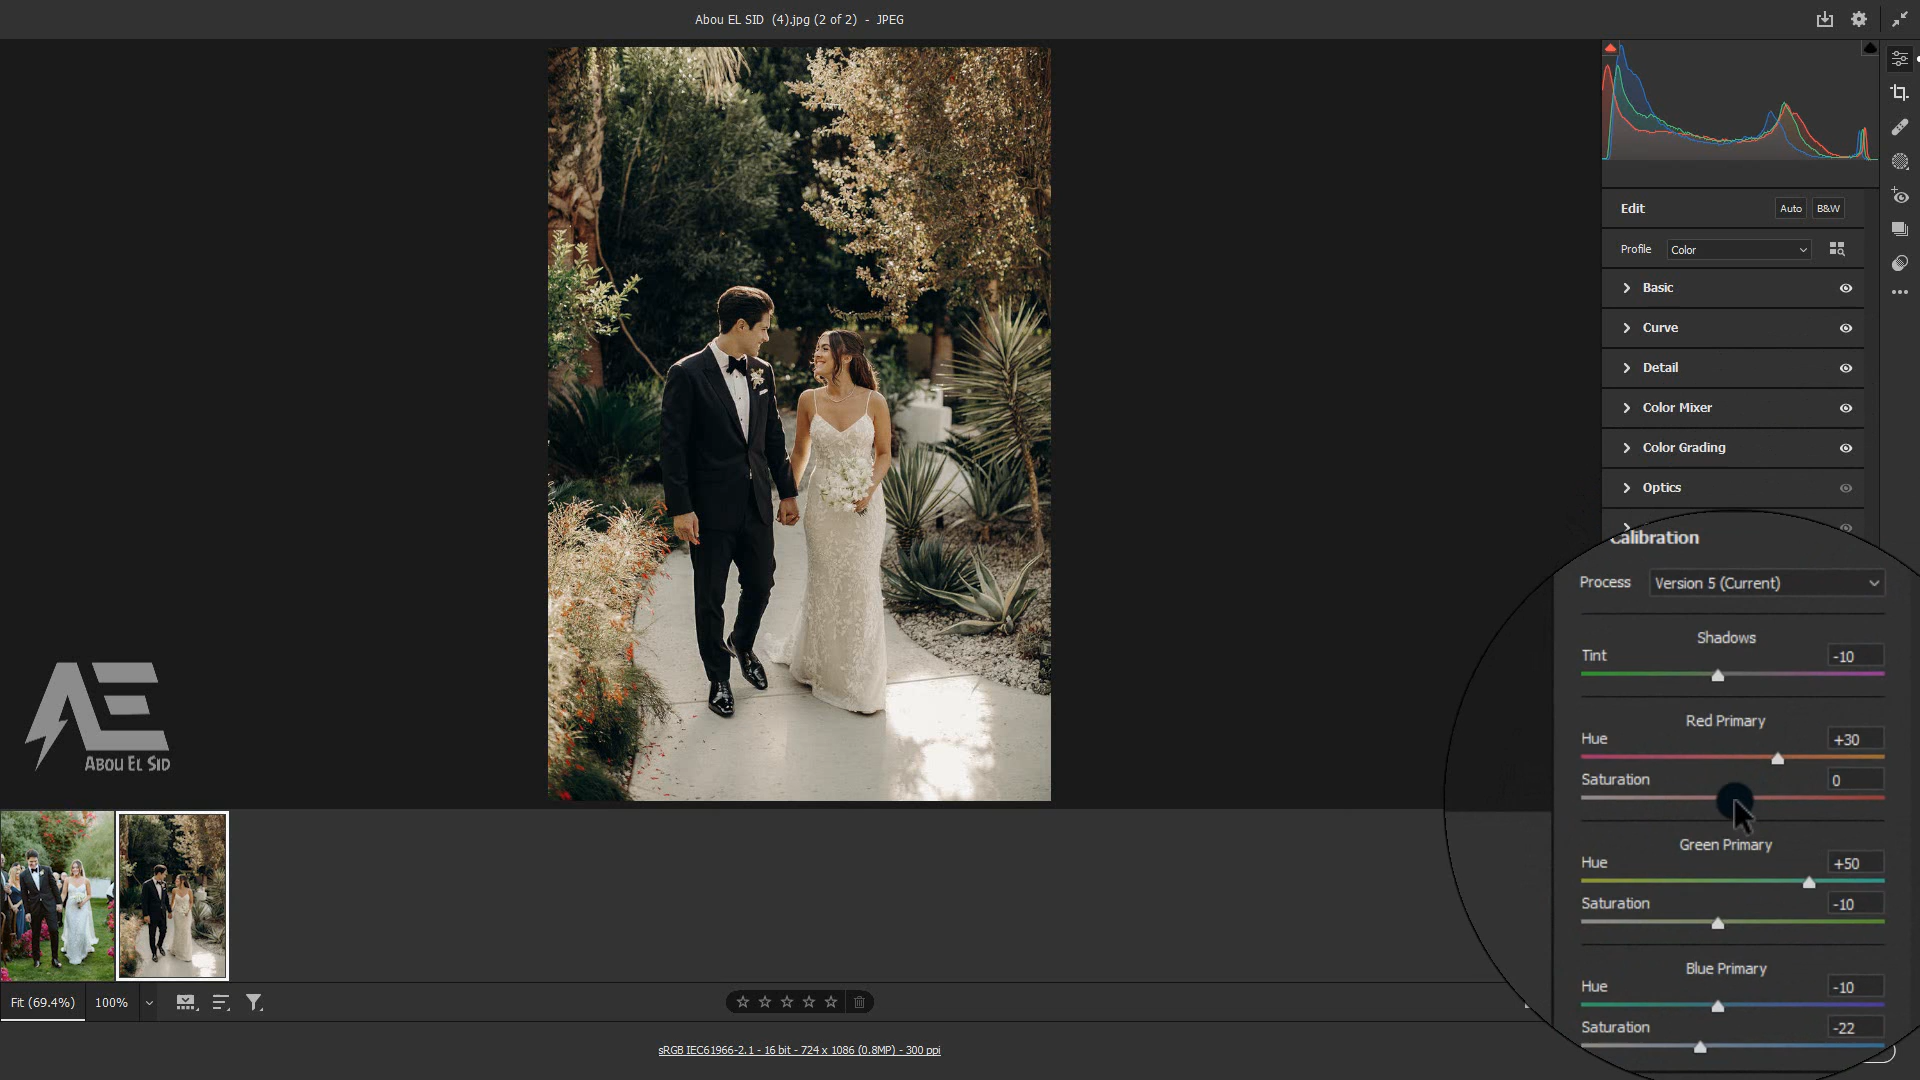 Abou EL SID (4).jpg (2 of 2) - JPEG
Edit
Auto
B&W
Profile
Color
Basic
Curve
Detail
Color Mixer
Color Grading
Optics
Calibration
Process
Version 5 (Current)
Shadows
Tint
-10
Red Primary
Hue
+30
Saturation
0
Green Primary
Hue
+50
Saturation
-10
Blue Primary
Hue
-10
Saturation
-22
AE
ABOU EL SID
Fit (69.4%)
100%
sRGB IEC61966-2.1 - 16 bit - 724 x 1086 (0.8MP) - 300 ppi